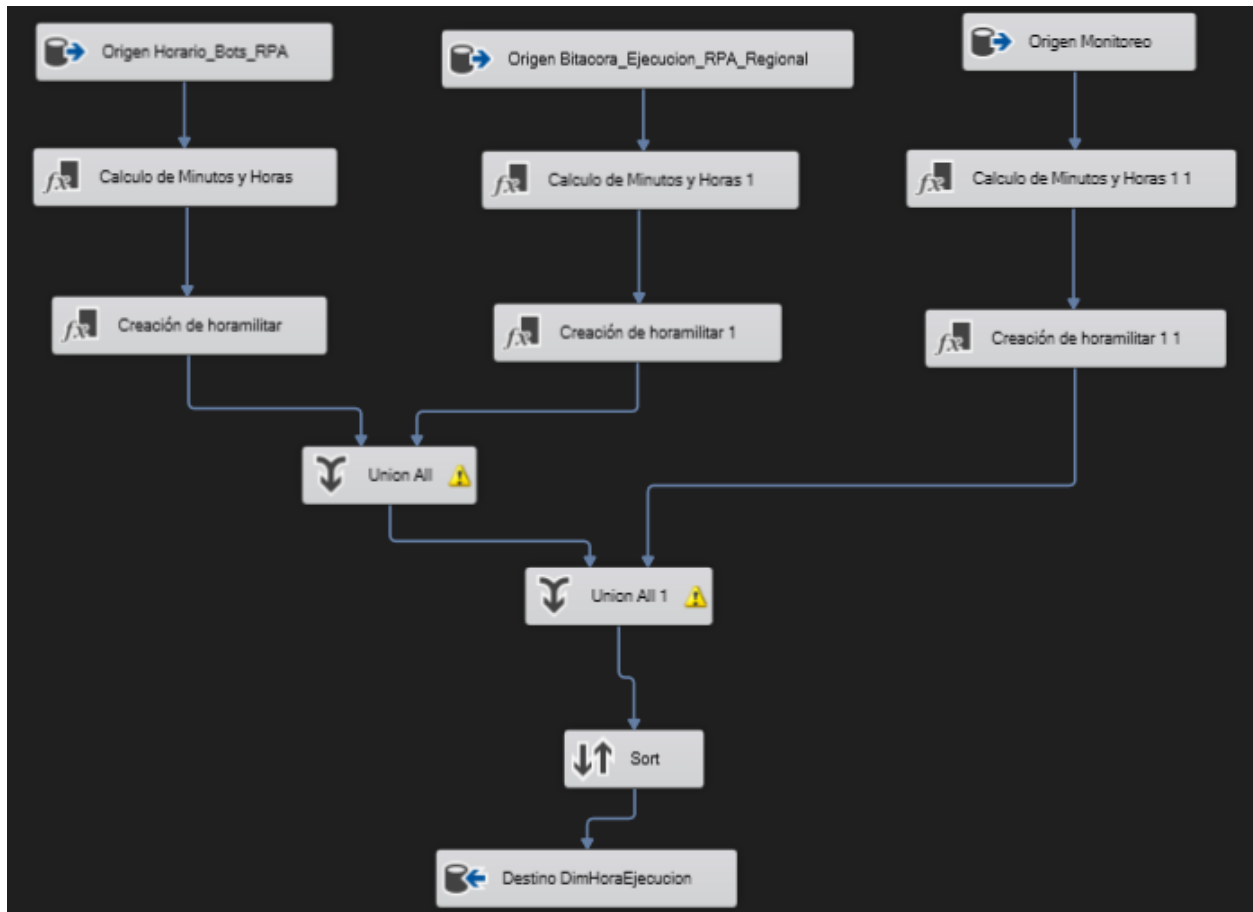 Origen Horario_Bots_RPA
Origen Bitacora_Ejecucion_RPA_Regional
Origen Monitoreo
Calculo de Minutos y Horas
Calculo de Minutos y Horas 1
Calculo de Minutos y Horas 1 1
Creación de horamilitar
Creación de horamilitar 1
Creación de horamilitar 1 1
Union All
Union All 1
Sort
Destino DimHoraEjecucion